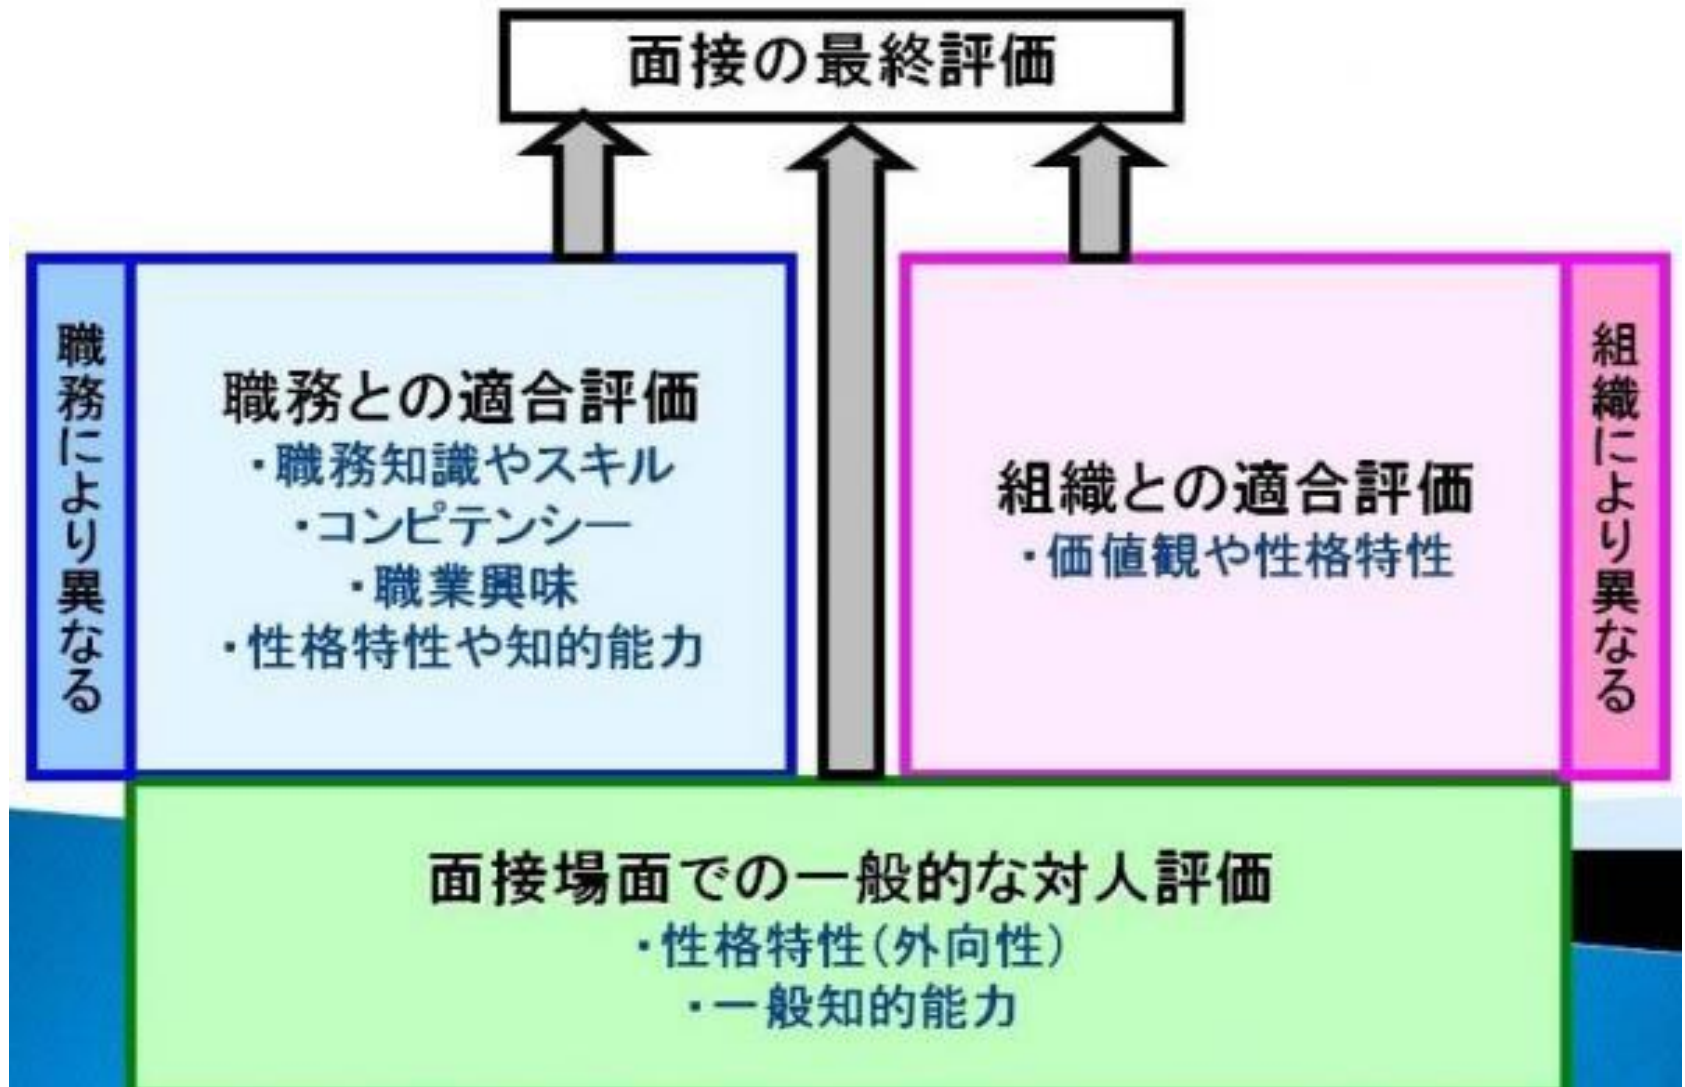 面接の最終評価
職務により異なる
職務との適合評価
・職務知識やスキル
・コンピテンシー
・職業興味
・性格特性や知的能力
組織との適合評価
・価値観や性格特性
組織により異なる
面接場面での一般的な対人評価
・性格特性(外向性)
・一般知的能力